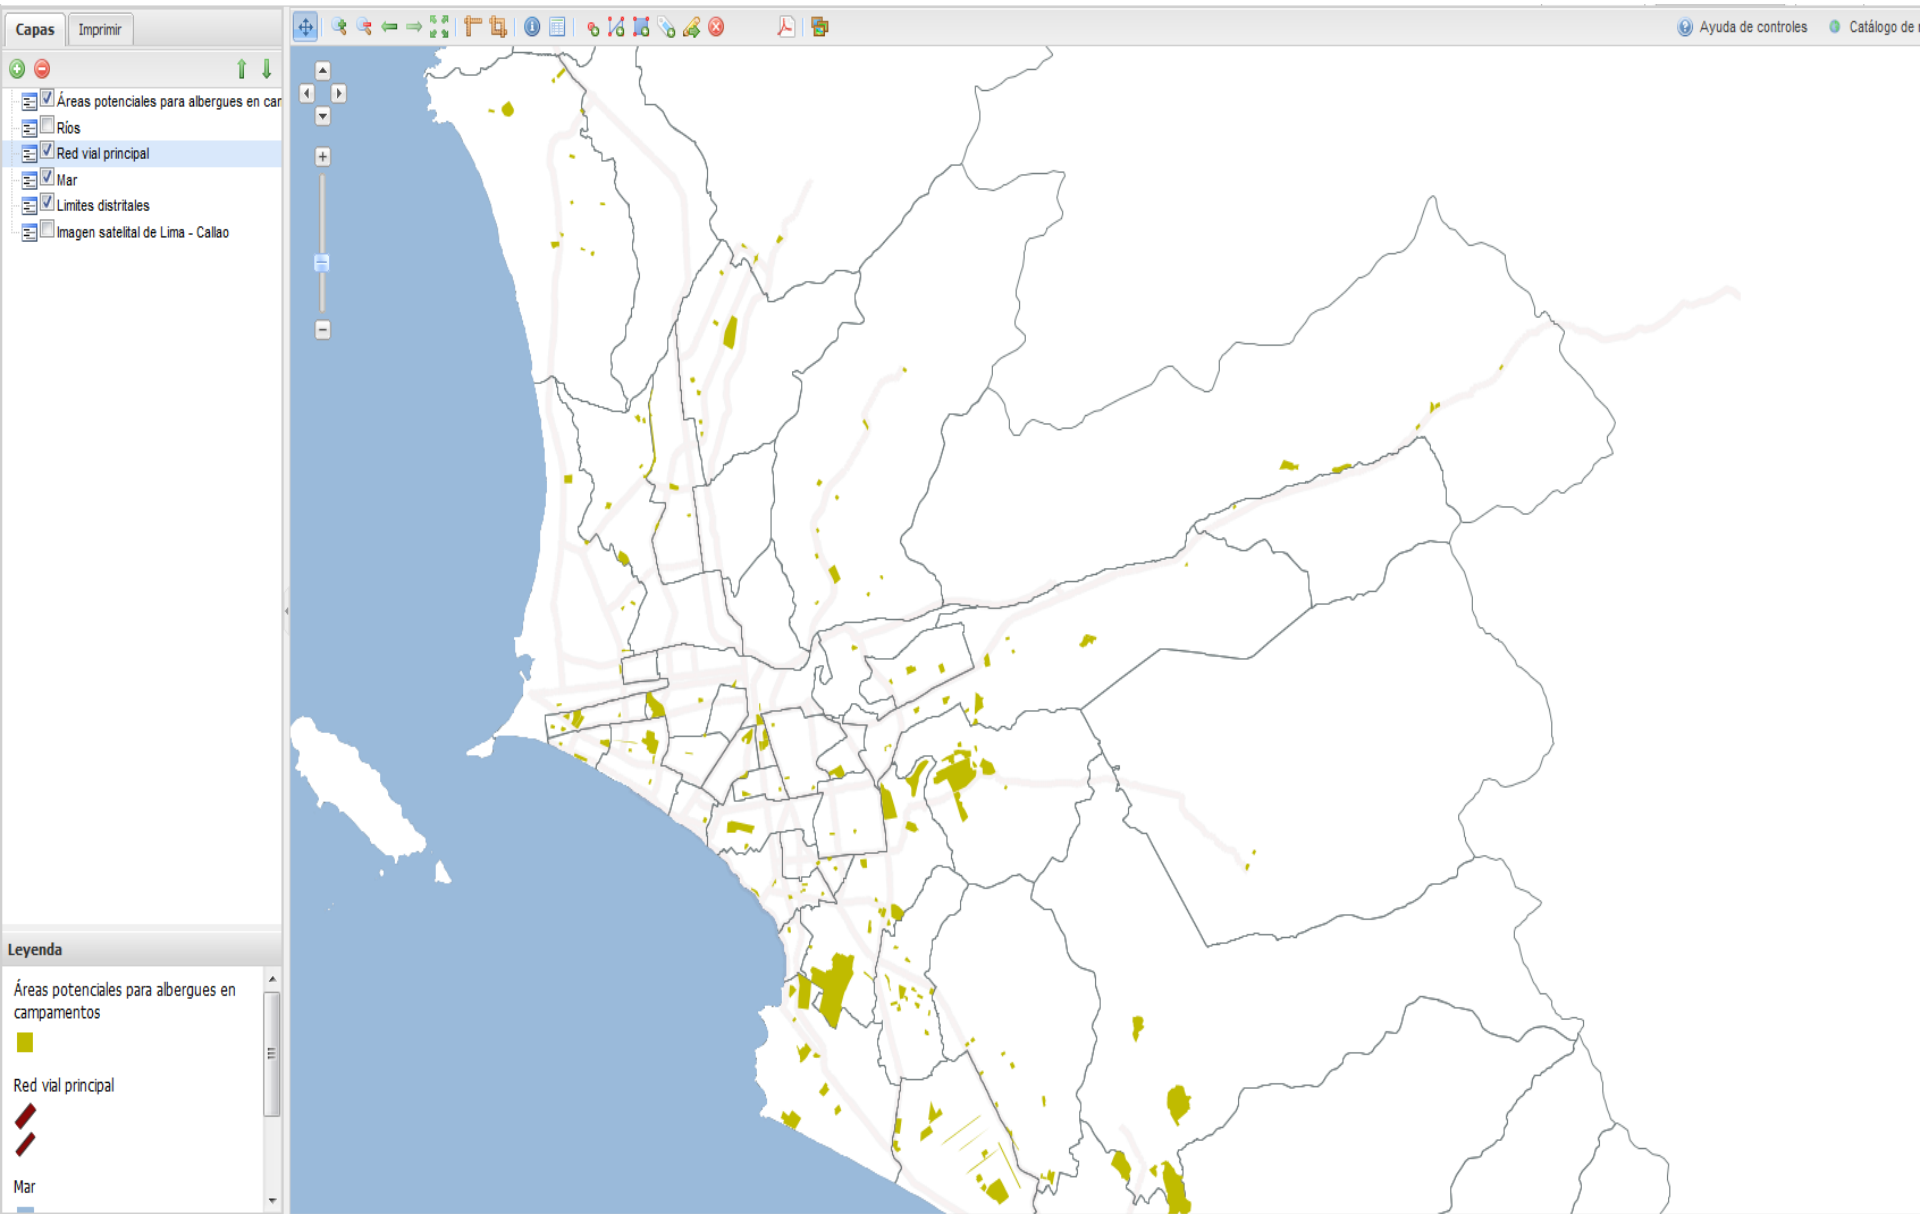 Capas
Imprimir
Ayuda de controles
Catálogo de
Áreas potenciales para albergues en car
Ríos
Red vial principal
Mar
Limites distritales
Imagen satelital de Lima - Callao
Leyenda
Áreas potenciales para albergues en
campamentos
Red vial principal
Mar